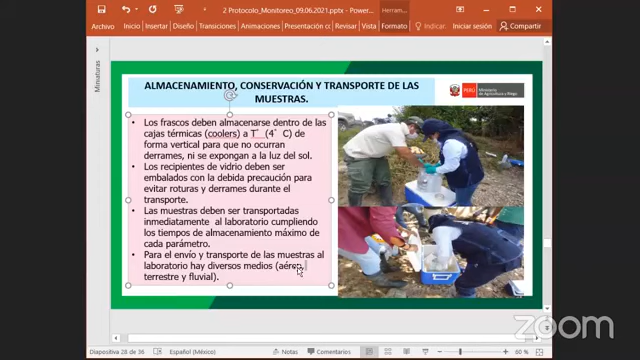 2 Protocolo_Monitoreo_09.06.2021.pptx - PowerP...
Herram...
Archivo Inicio Insertar Diseño Transiciones Animaciones Presentación con Revisar Vista Formato Indicar Iniciar sesión Compartir
Miniaturas
ALMACENAMIENTO, CONSERVACIÓN Y TRANSPORTE DE LAS
MUESTRAS.
PERÚ Ministerio
de Agricultura y Riego
• Los frascos deben almacenarse dentro de las
cajas térmicas (coolers) a T° (4° C) de
forma vertical para que no ocurran
derrames, ni se expongan a la luz del sol.
• Los recipientes de vidrio deben ser
embalados con la debida precaución para
evitar roturas y derrames durante el
transporte.
• Las muestras deben ser transportadas
inmediatamente al laboratorio cumpliendo
los tiempos de almacenamiento máximo de
cada parámetro.
• Para el envío y transporte de las muestras al
laboratorio hay diversos medios (aéreo,
terrestre y fluvial).
Diapositiva 28 de 36 Español (México) Notas Comentarios 60 %
zoom